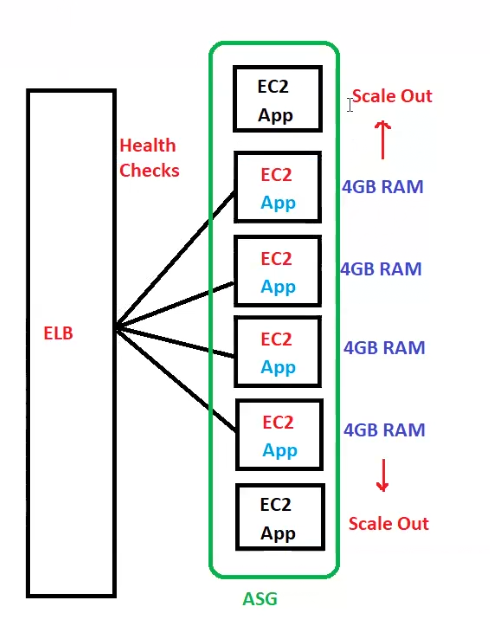 EC2
App
Scale Out
Health
Checks
EC2
App
4GB RAM
EC2
App
4GB RAM
ELB
EC2
App
4GB RAM
EC2
App
4GB RAM
EC2
App
Scale Out
ASG